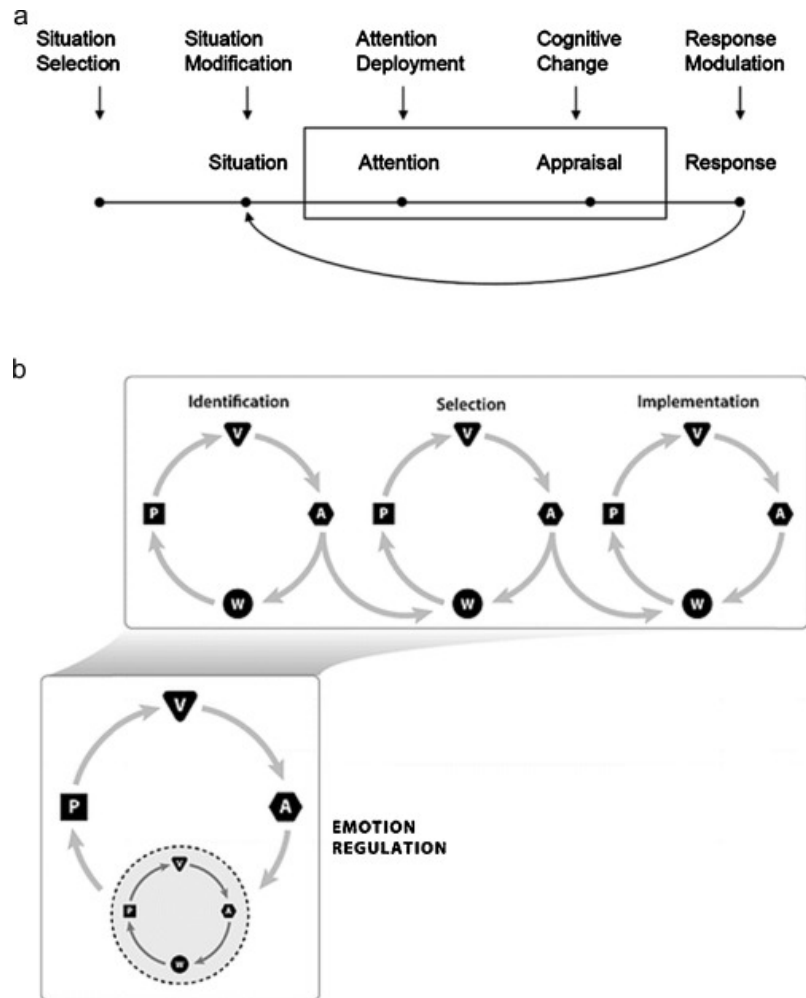 a
Situation Selection
Situation Modification
Attention Deployment
Cognitive Change
Response Modulation
Situation
Attention
Appraisal
Response
b
Identification
Selection
Implementation
V
V
V
P
A
P
A
P
A
W
W
W
V
P
A
EMOTION
REGULATION
V
P
A
W